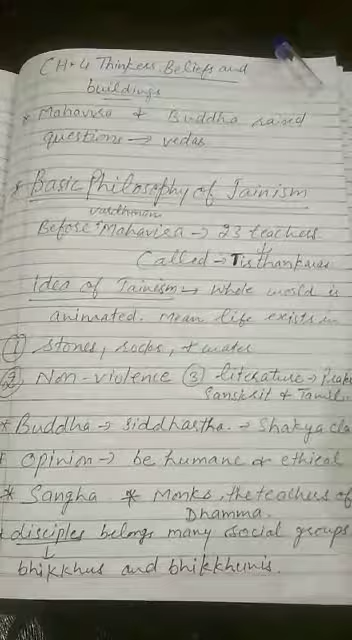 CH-4 Thinkers Beliefs and
buildings
* Mahavira & Buddha raised
questions → vedas
* Basic Philosophy of Jainism
vardhman
Before Mahavira → 23 teachers
Called → Tirthankaras
idea of Jainism → whole world is
animated. Mean life exists in
① stones, rocks, & water
② Non-violence ③ literature →
Sanskrit & Tamil
* Buddha → siddhartha → Shakya cla
* Opinion → be humane & ethical
* Sangha * Monks, the teachers of
Dhamma.
* disciples belongs many social groups
↓
bhikkhus and bhikkhunis.